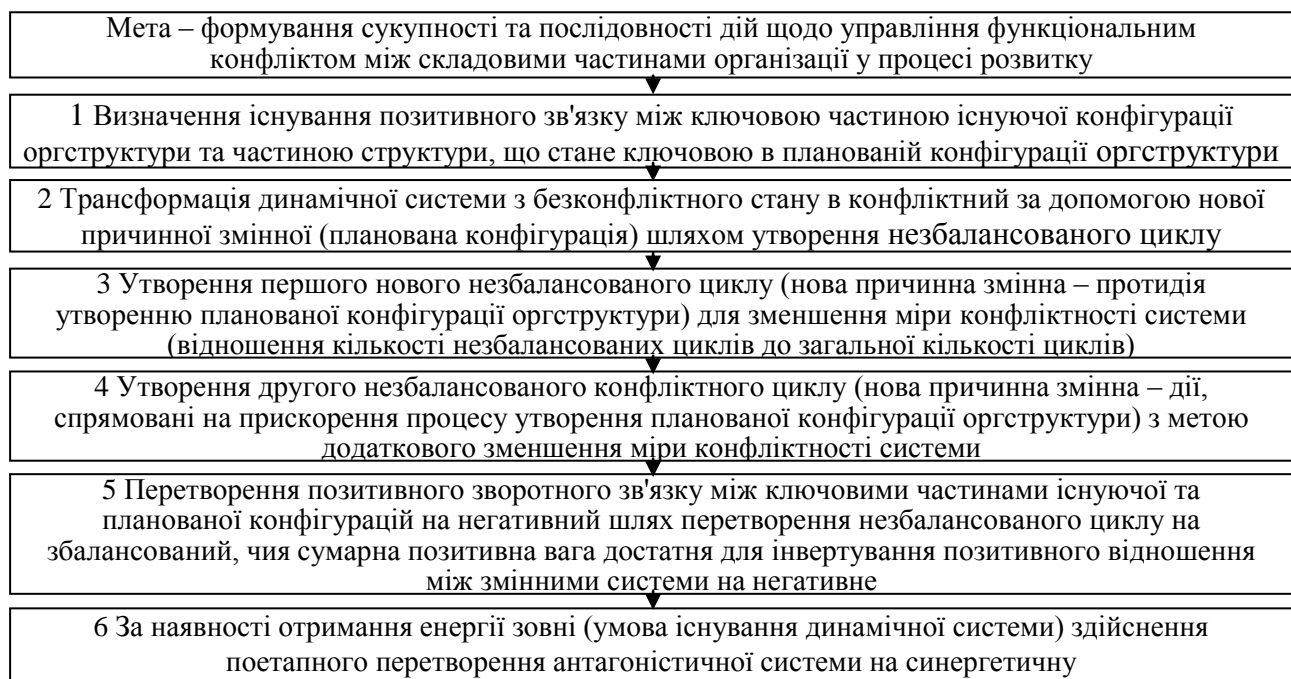 Мета – формування сукупності та послідовності дій щодо управління функціональним
конфліктом між складовими частинами організації у процесі розвитку
1 Визначення існування позитивного зв'язку між ключовою частиною існуючої конфігурації
оргструктури та частиною структури, що стане ключовою в планованій конфігурації оргструктури
2 Трансформація динамічної системи з безконфліктного стану в конфліктний за допомогою нової
причинної змінної (планована конфігурація) шляхом утворення незбалансованого циклу
3 Утворення першого нового незбалансованого циклу (нова причинна змінна – протидія
утворенню планованої конфігурації оргструктури) для зменшення міри конфліктності системи
(відношення кількості незбалансованих циклів до загальної кількості циклів)
4 Утворення другого незбалансованого конфліктного циклу (нова причинна змінна – дії,
спрямовані на прискорення процесу утворення планованої конфігурації оргструктури) з метою
додаткового зменшення міри конфліктності системи
5 Перетворення позитивного зворотного зв'язку між ключовими частинами існуючої та
планованої конфігурацій на негативний шлях перетворення незбалансованого циклу на
збалансований, чия сумарна позитивна вага достатня для інвертування позитивного відношення
між змінними системи на негативне
6 За наявності отримання енергії зовні (умова існування динамічної системи) здійснення
поетапного перетворення антагоністичної системи на синергетичну